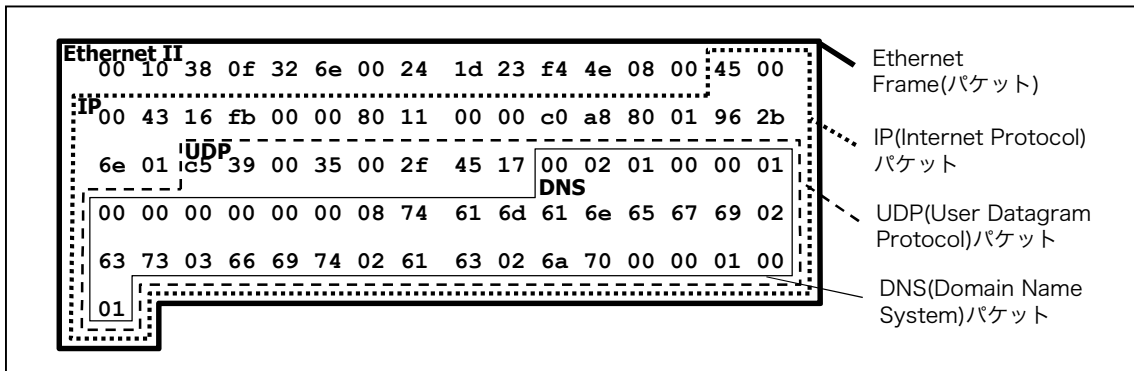 Ethernet II
00 10 38 0f 32 6e 00 24 1d 23 f4 4e 08 00 45 00
IP
00 43 16 fb 00 00 80 11 00 00 c0 a8 80 01 96 2b
UDP
6e 01 c5 39 00 35 00 2f 45 17 00 02 01 00 00 01
DNS
00 00 00 00 00 00 08 74 61 6d 61 6e 65 67 69 02
63 73 03 66 69 74 02 61 63 02 6a 70 00 00 01 00
01
Ethernet
Frame(パケット)
IP(Internet Protocol)
パケット
UDP(User Datagram
Protocol)パケット
DNS(Domain Name
System)パケット